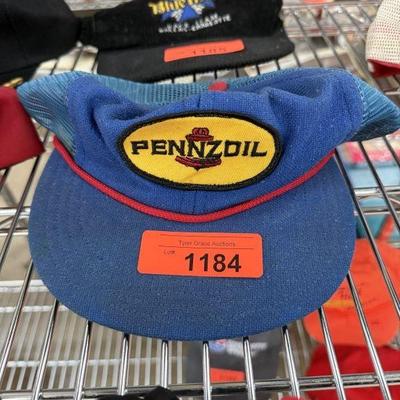 1185
PENNZOIL
Tyler Grace Auctions
Lot#
1184